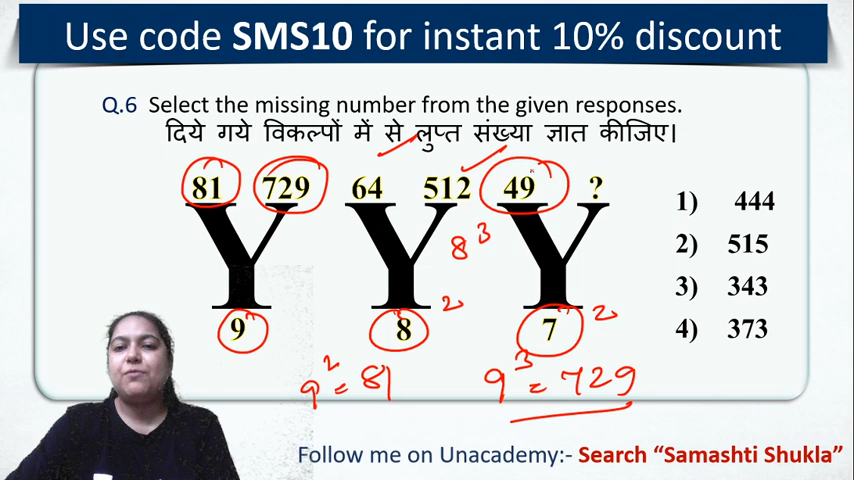 Use code SMS10 for instant 10% discount
Q.6 Select the missing number from the given responses.
दिये गये विकल्पों में से लुप्त संख्या ज्ञात कीजिए।
81 729 64 512 49 ?
Y Y Y
8³
9 8 2 7 2
9² = 81 9³ = 729
1) 444
2) 515
3) 343
4) 373
Follow me on Unacademy:- Search “Samashti Shukla”